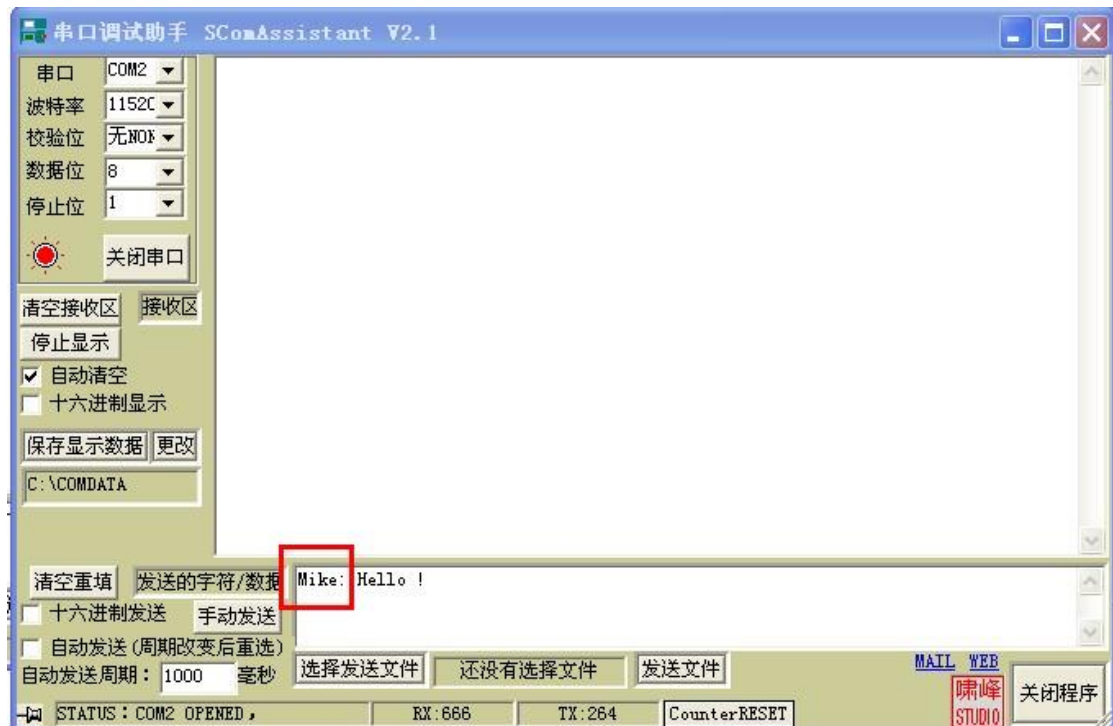 串口调试助手 SComAssistant V2.1
串口 COM2
波特率 11520
校验位 无NON
数据位 8
停止位 1
关闭串口
清空接收区 接收区
停止显示
自动清空
十六进制显示
保存显示数据 更改
C:\COMDATA
清空重填 发送的字符/数据 Mike: Hello !
十六进制发送 手动发送
自动发送(周期改变后重选)
自动发送周期: 1000 毫秒 选择发送文件 还没有选择文件 发送文件 MAIL WEB
啸峰
STUDIO
关闭程序
STATUS:COM2 OPENED, RX:666 TX:264 CounterRESET